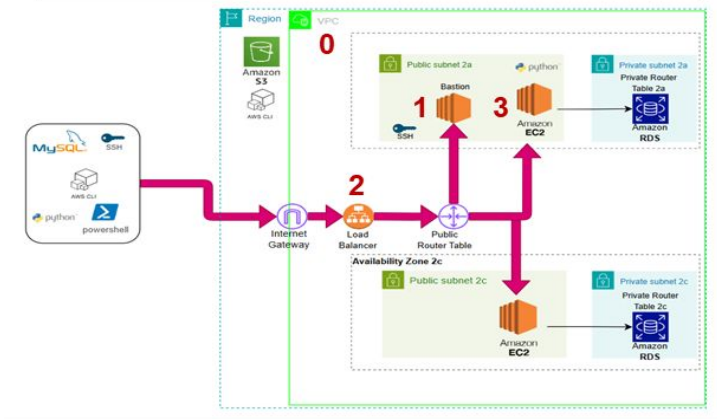 Region
VPC
0
Amazon
S3
AWS CLI
Public subnet 2a
python
Bastion
1
SSH
3
Amazon
EC2
Private subnet 2a
Private Router
Table 2a
Amazon
RDS
MySQL
SSH
AWS CLI
python
powershell
2
Internet
Gateway
Load
Balancer
Public
Router Table
Availability Zone 2c
Public subnet 2c
Amazon
EC2
Private subnet 2c
Private Router
Table 2c
Amazon
RDS